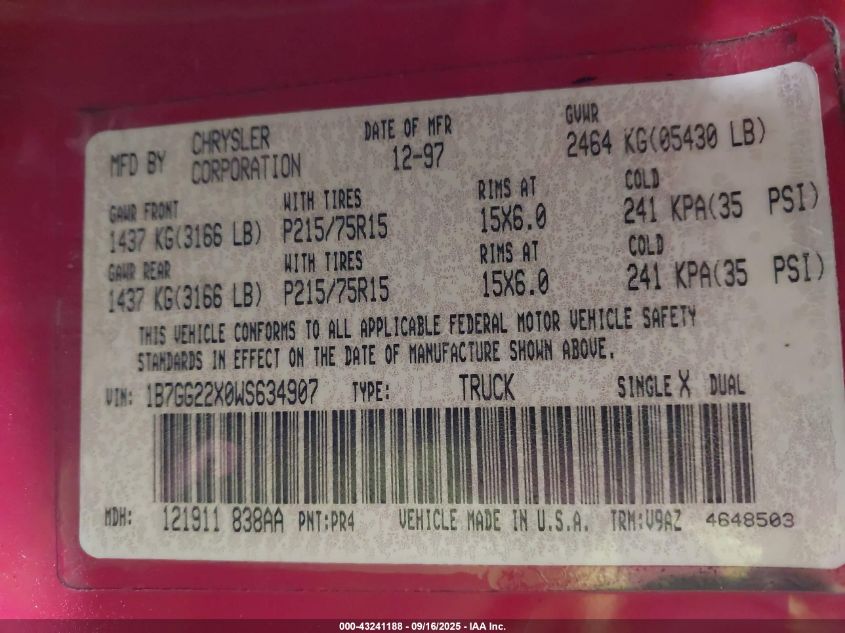 MFD BY CHRYSLER CORPORATION DATE OF MFR 12-97 GVWR 2464 KG(05430 LB)
GAWR FRONT WITH TIRES RIMS AT COLD
1437 KG(3166 LB) P215/75R15 15X6.0 241 KPA(35 PSI)
GAWR REAR WITH TIRES RIMS AT COLD
1437 KG(3166 LB) P215/75R15 15X6.0 241 KPA(35 PSI)
THIS VEHICLE CONFORMS TO ALL APPLICABLE FEDERAL MOTOR VEHICLE SAFETY
STANDARDS IN EFFECT ON THE DATE OF MANUFACTURE SHOWN ABOVE.
VIN: 1B7GG22X0WS634907 TYPE: TRUCK SINGLE X DUAL
MDH: 121911 838AA PNT:PR4 VEHICLE MADE IN U.S.A. TRM:V9AZ 4648503
000-43241188 - 09/16/2025 - IAA Inc.